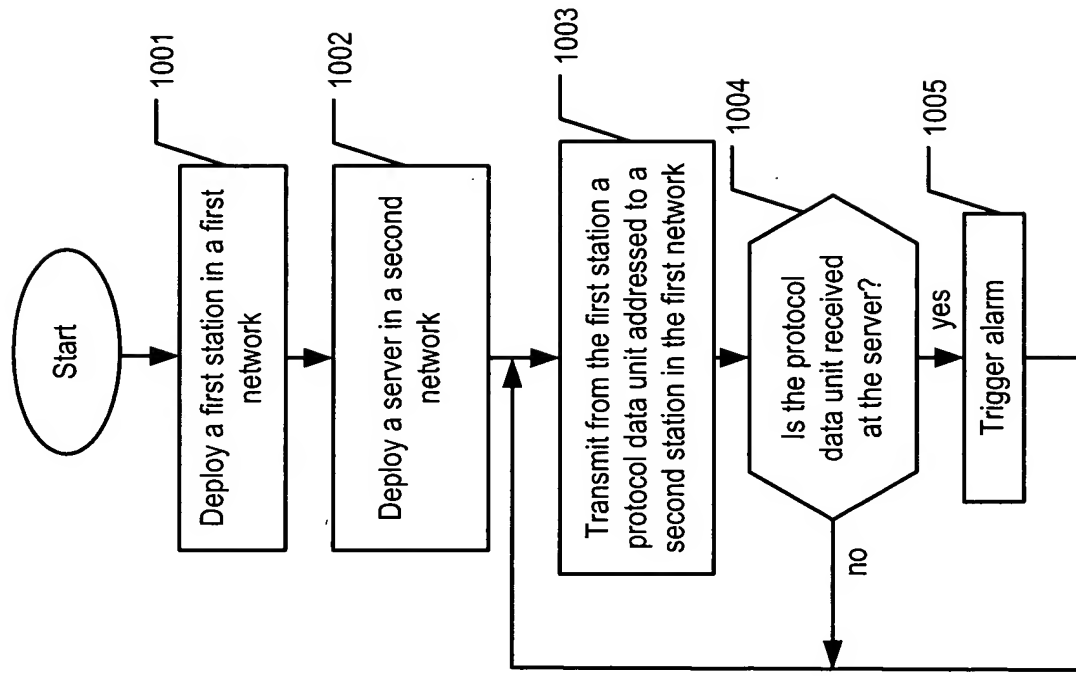 Start
Deploy a first station in a first
network
1001
Deploy a server in a second
network
1002
Transmit from the first station a
protocol data unit addressed to a
second station in the first network
1003
Is the protocol
data unit received
at the server?
1004
no
yes
Trigger alarm
1005